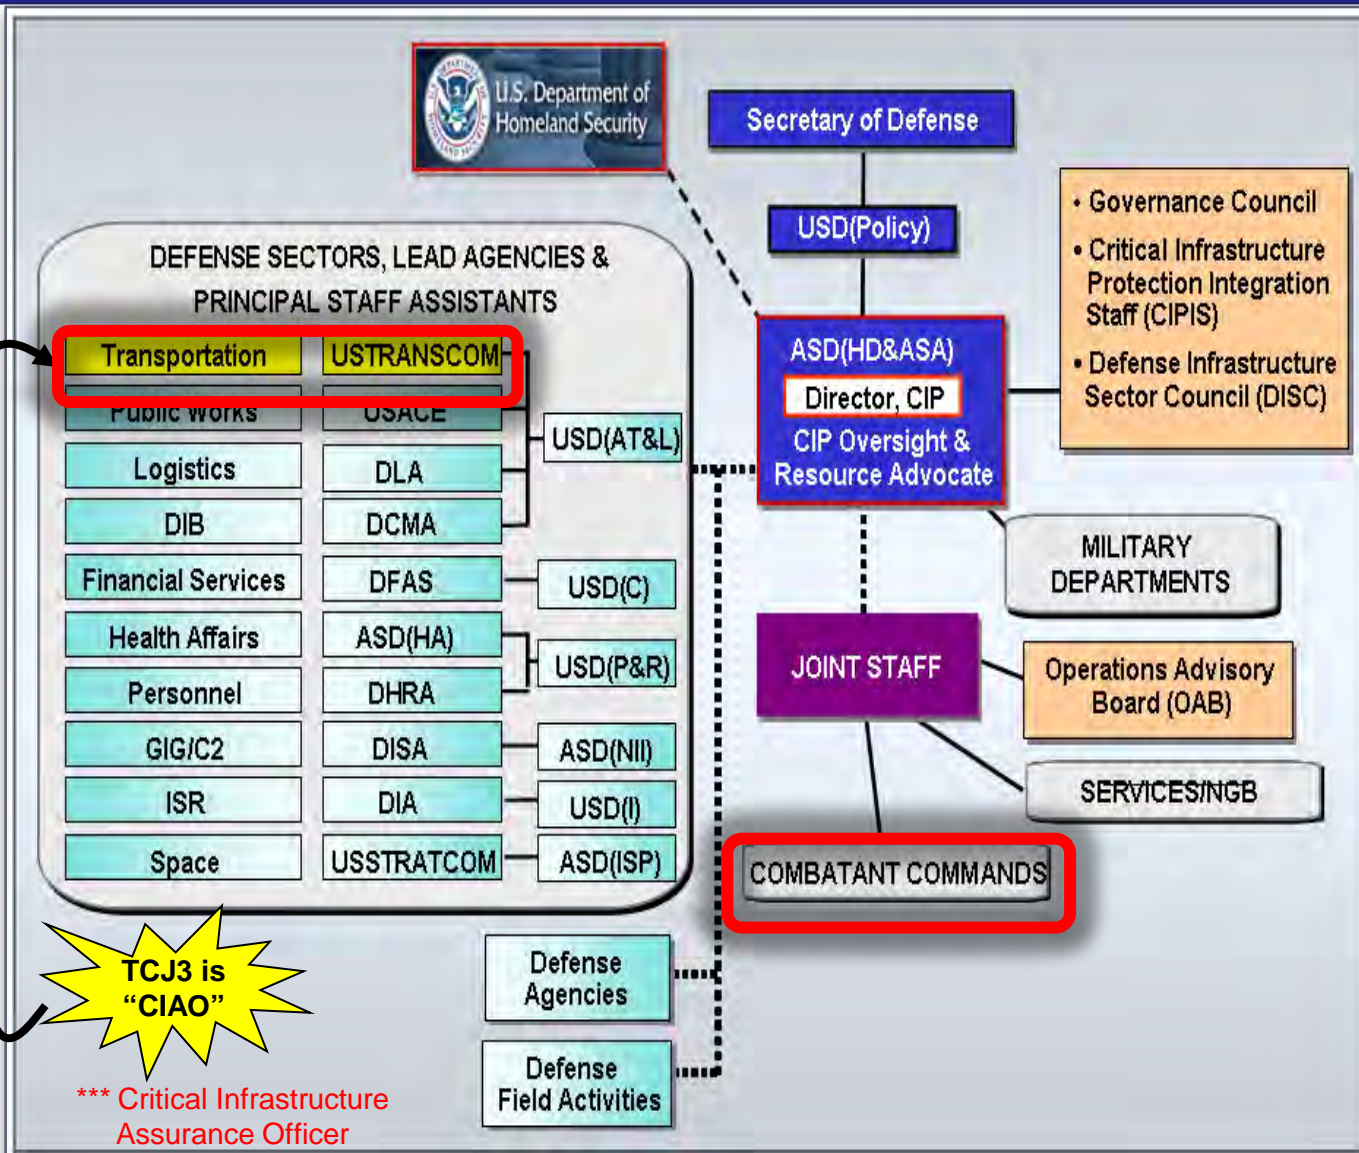 U.S. Department of
Homeland Security
Secretary of Defense
USD(Policy)
• Governance Council
• Critical Infrastructure
Protection Integration
Staff (CIPIS)
• Defense Infrastructure
Sector Council (DISC)
ASD(HD&ASA)
Director, CIP
CIP Oversight &
Resource Advocate
DEFENSE SECTORS, LEAD AGENCIES &
PRINCIPAL STAFF ASSISTANTS
Transportation USTRANSCOM
Public Works USACE
USD(AT&L)
Logistics DLA
DIB DCMA
Financial Services DFAS USD(C)
Health Affairs ASD(HA)
USD(P&R)
Personnel DHRA
GIG/C2 DISA ASD(NII)
ISR DIA USD(I)
Space USSTRATCOM ASD(ISP)
MILITARY
DEPARTMENTS
JOINT STAFF
Operations Advisory
Board (OAB)
SERVICES/NGB
COMBATANT COMMANDS
Defense
Agencies
Defense
Field Activities
TCJ3 is
“CIAO”
*** Critical Infrastructure
Assurance Officer